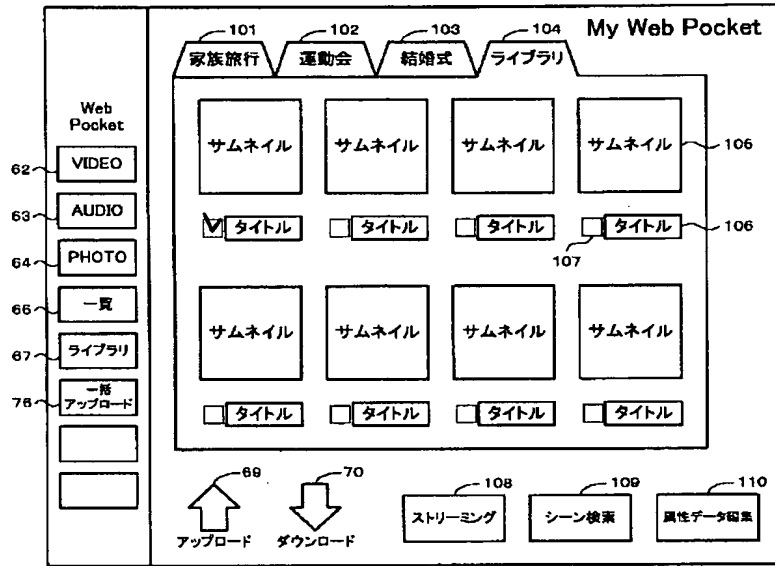 My Web Pocket
101
102
103
104
家族旅行
運動会
結婚式
ライブラリ
Web
Pocket
62
VIDEO
63
AUDIO
64
PHOTO
66
一覧
67
ライブラリ
76
一括
アップロード
サムネイル
サムネイル
サムネイル
サムネイル
106
タイトル
タイトル
タイトル
タイトル
106
107
サムネイル
サムネイル
サムネイル
サムネイル
タイトル
タイトル
タイトル
タイトル
69
アップロード
70
ダウンロード
108
ストリーミング
109
シーン検索
110
属性データ編集